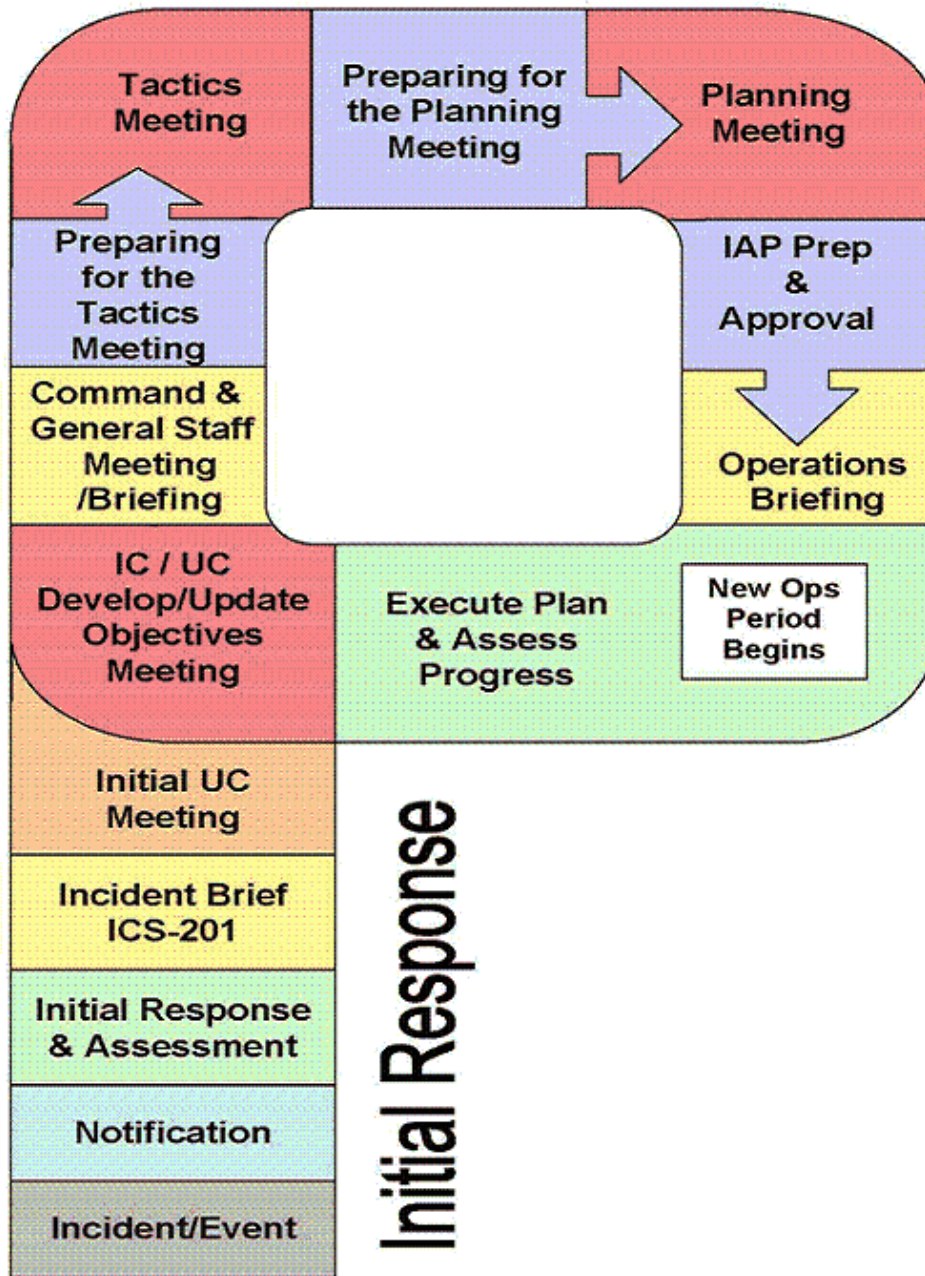 Tactics
Meeting
Preparing for
the Planning
Meeting
Planning
Meeting
Preparing
for the
Tactics
Meeting
IAP Prep
&
Approval
Command &
General Staff
Meeting
/Briefing
Operations
Briefing
IC / UC
Develop/Update
Objectives
Meeting
Execute Plan
& Assess
Progress
New Ops
Period
Begins
Initial UC
Meeting
Incident Brief
ICS-201
Initial Response
& Assessment
Notification
Incident/Event
Initial Response